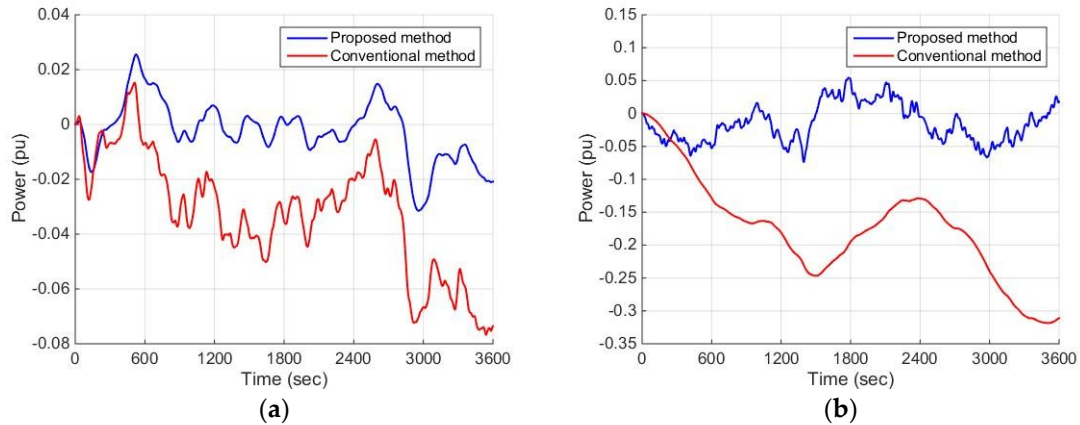 0.04
0.02
0
-0.02
-0.04
-0.06
-0.08
Power (pu)
Proposed method
Conventional method
0 600 1200 1800 2400 3000 3600
Time (sec)
(a)
0.15
0.1
0.05
0
-0.05
-0.1
-0.15
-0.2
-0.25
-0.3
-0.35
Power (pu)
Proposed method
Conventional method
0 600 1200 1800 2400 3000 3600
Time (sec)
(b)